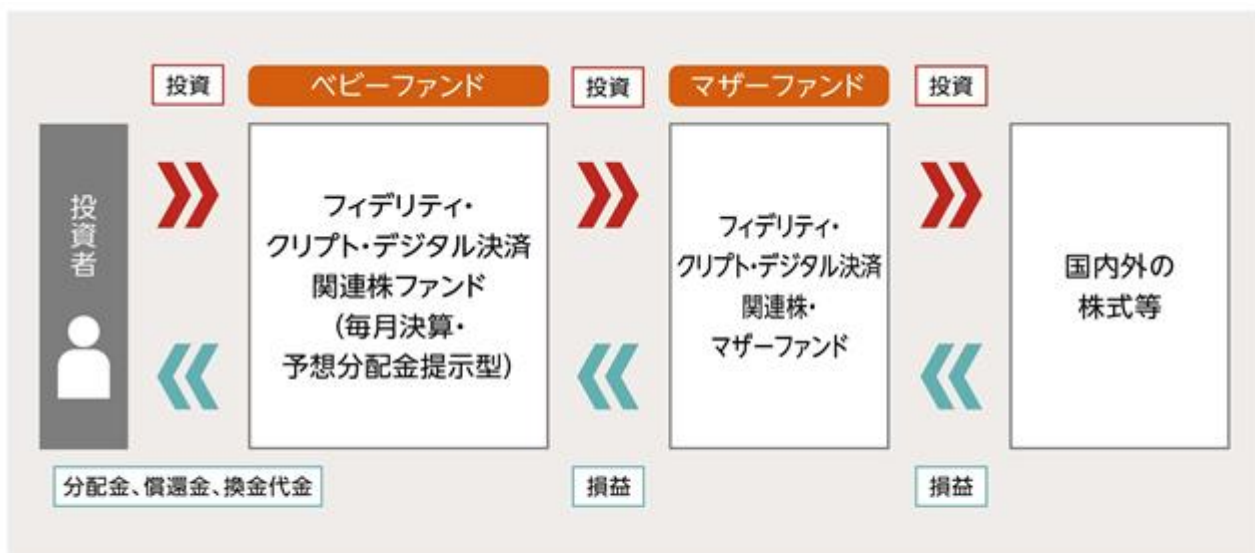 投資
ベビーファンド
投資
マザーファンド
投資
投資者
フィデリティ・
クリプト・デジタル決済
関連株ファンド
(毎月決算・
予想分配金提示型)
フィデリティ・
クリプト・デジタル決済
関連株・
マザーファンド
国内外の
株式等
分配金、償還金、換金代金
損益
損益